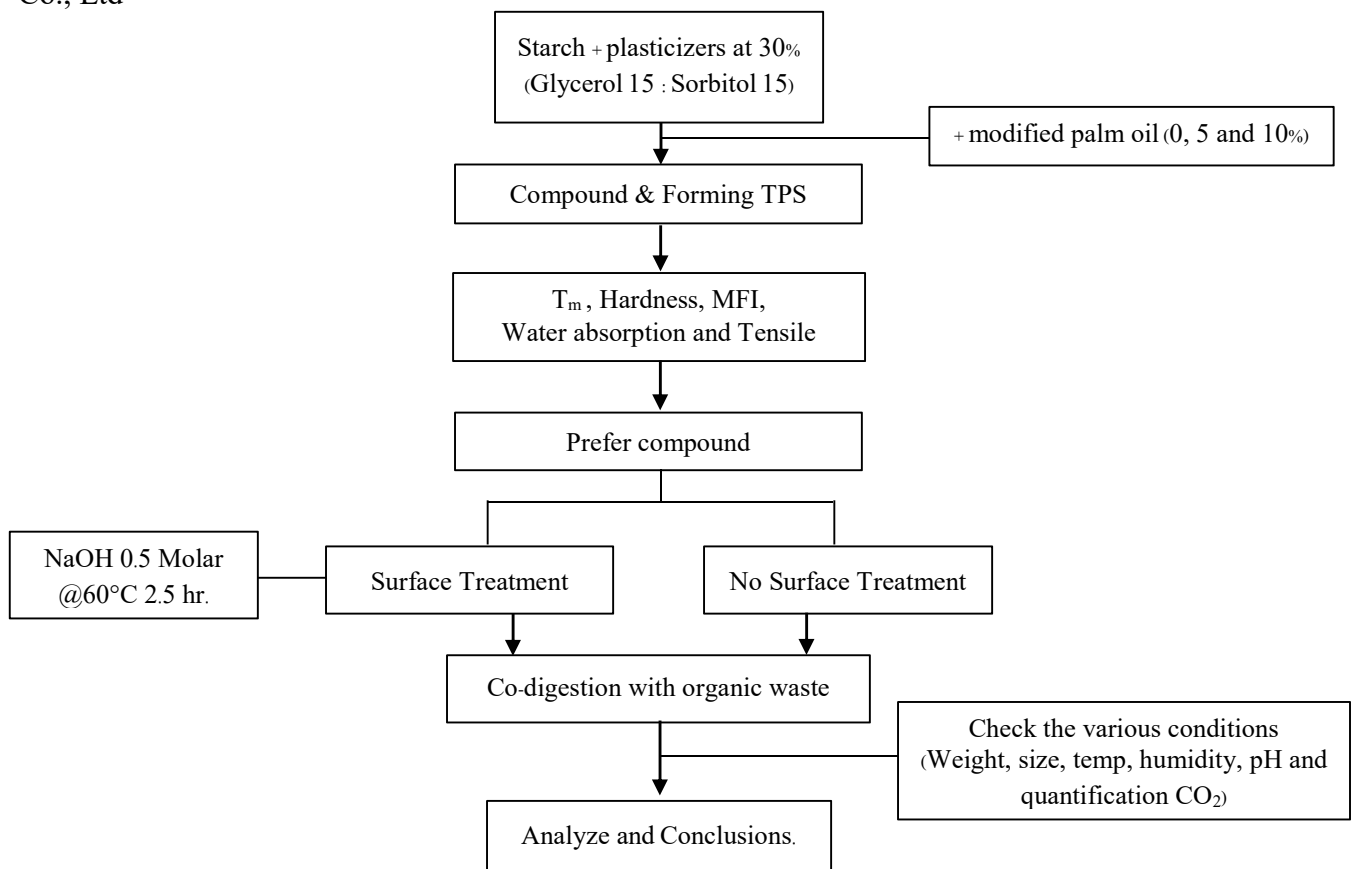 Co., Ltd
Starch + plasticizers at 30%
(Glycerol 15 : Sorbitol 15)
+ modified palm oil (0, 5 and 10%)
Compound & Forming TPS
Tₘ , Hardness, MFI,
Water absorption and Tensile
Prefer compound
NaOH 0.5 Molar
@60°C 2.5 hr.
Surface Treatment
No Surface Treatment
Co-digestion with organic waste
Check the various conditions
(Weight, size, temp, humidity, pH and
quantification CO₂)
Analyze and Conclusions.